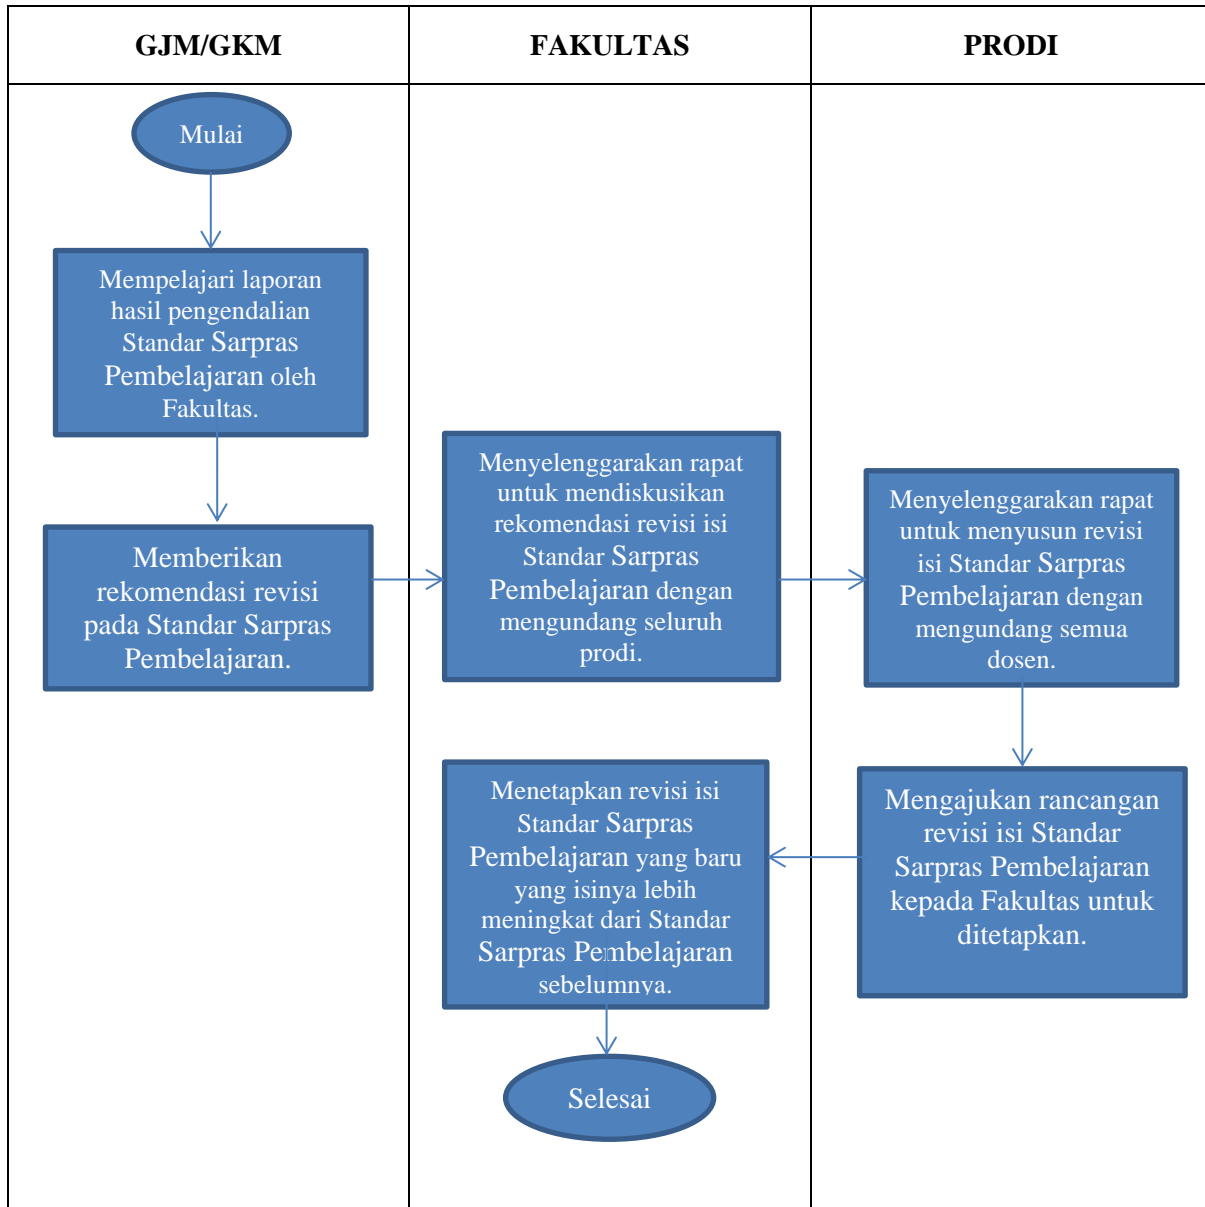 GJM/GKM
FAKULTAS
PRODI
Mulai
Mempelajari laporan
hasil pengendalian
Standar Sarpras
Pembelajaran oleh
Fakultas.
Memberikan
rekomendasi revisi
pada Standar Sarpras
Pembelajaran.
Menyelenggarakan rapat
untuk mendiskusikan
rekomendasi revisi isi
Standar Sarpras
Pembelajaran dengan
mengundang seluruh
prodi.
Menyelenggarakan rapat
untuk menyusun revisi
isi Standar Sarpras
Pembelajaran dengan
mengundang semua
dosen.
Mengajukan rancangan
revisi isi Standar
Sarpras Pembelajaran
kepada Fakultas untuk
ditetapkan.
Menetapkan revisi isi
Standar Sarpras
Pembelajaran yang baru
yang isinya lebih
meningkat dari Standar
Sarpras Pembelajaran
sebelumnya.
Selesai